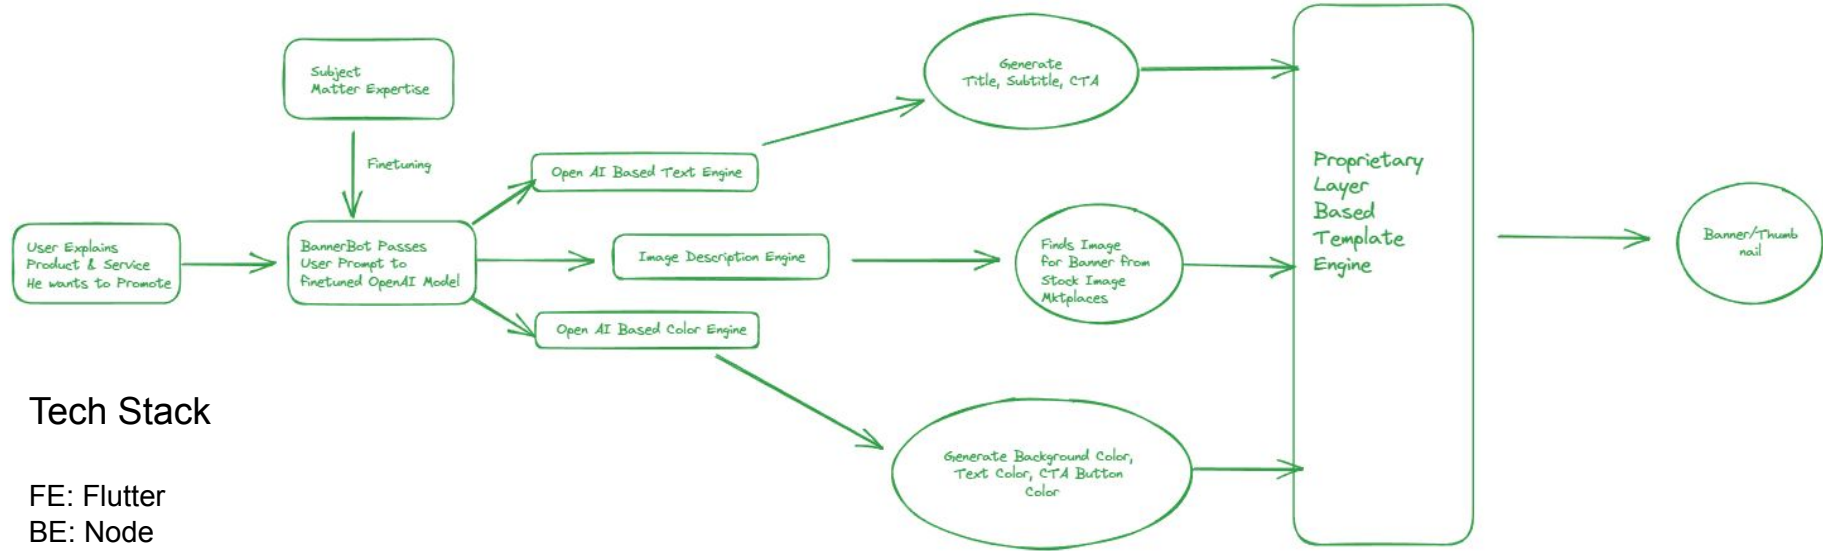 Subject
Matter Expertise
Finetuning
User Explains
Product & Service
He wants to Promote
BannerBot Passes
User Prompt to
finetuned OpenAI Model
Open AI Based Text Engine
Image Description Engine
Open AI Based Color Engine
Generate
Title, Subtitle, CTA
Finds Image
for Banner from
Stock Image
Mktplaces
Generate Background Color,
Text Color, CTA Button
Color
Proprietary
Layer
Based
Template
Engine
Banner/Thumb
nail
Tech Stack
FE: Flutter
BE: Node